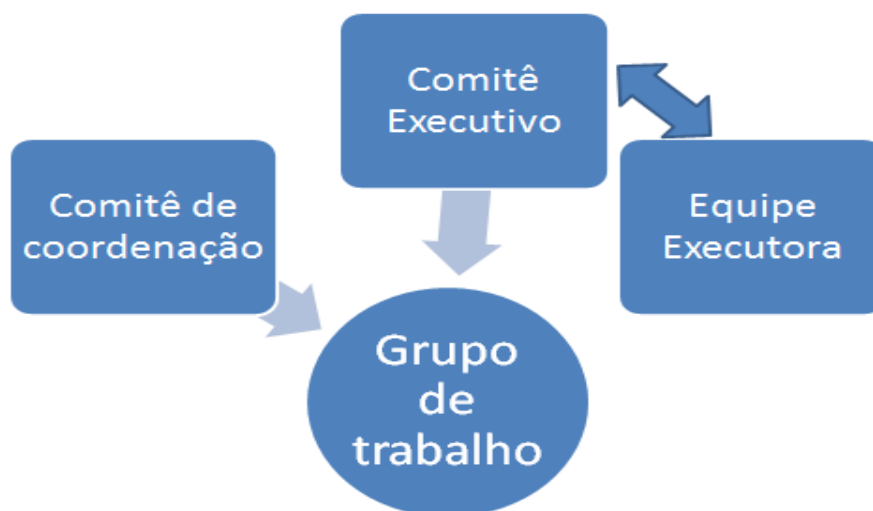 Comitê
Executivo
Comitê de
coordenação
Equipe
Executora
Grupo
de
trabalho